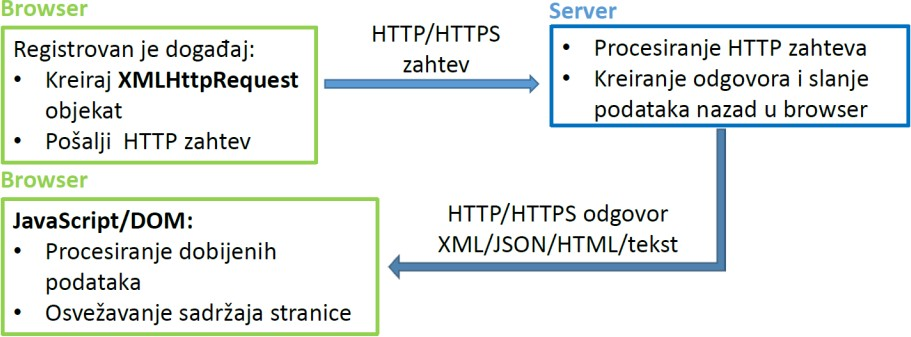 Browser
Registrovan je događaj:
• Kreiraj XMLHttpRequest
objekat
• Pošalji HTTP zahtev
HTTP/HTTPS
zahtev
Server
• Procesiranje HTTP zahteva
• Kreiranje odgovora i slanje
podataka nazad u browser
HTTP/HTTPS odgovor
XML/JSON/HTML/tekst
Browser
JavaScript/DOM:
• Procesiranje dobijenih
podataka
• Osvežavanje sadržaja stranice